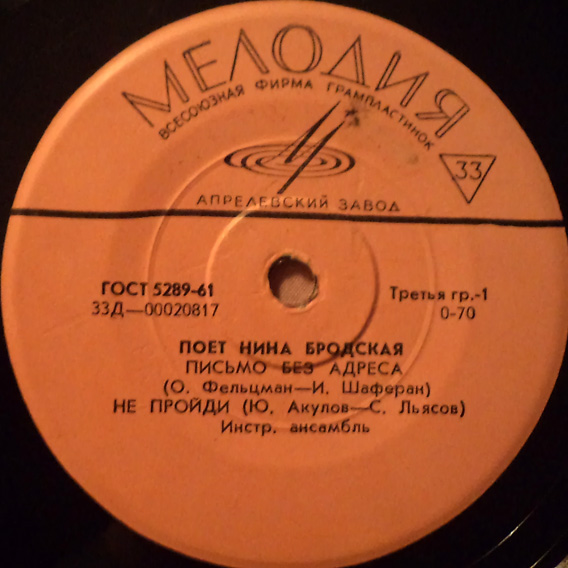 МЕЛОДИЯ
ВСЕСОЮЗНАЯ ФИРМА ГРАМПЛАСТИНОК
33
АПРЕЛЕВСКИЙ ЗАВОД
ГОСТ 5289-61 Третья гр.-1
33Д—00020817 0-70
ПОЕТ НИНА БРОДСКАЯ
ПИСЬМО БЕЗ АДРЕСА
(О. Фельцман—И. Шаферан)
НЕ ПРОЙДИ (Ю. Акулов—С. Льясов)
Инстр. ансамбль